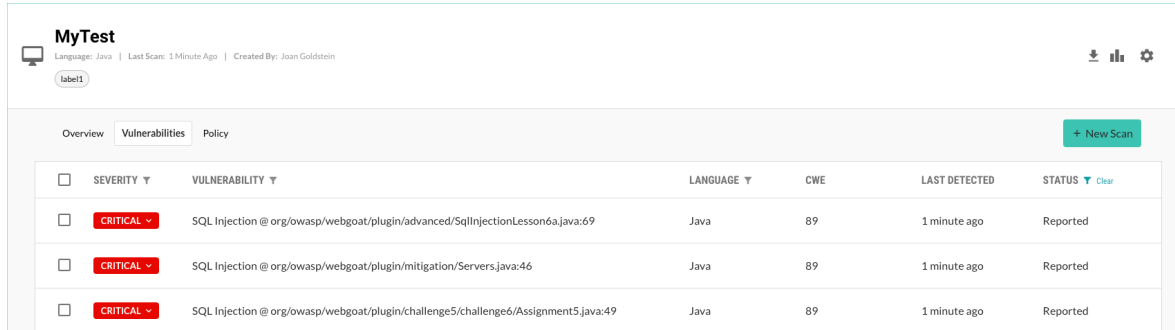 MyTest
Language: Java | Last Scan: 1 Minute Ago | Created By: Joan Goldstein
label1
Overview Vulnerabilities Policy + New Scan
SEVERITY VULNERABILITY LANGUAGE CWE LAST DETECTED STATUS Clear
CRITICAL SQL Injection @ org/owasp/webgoat/plugin/advanced/SqlInjectionLesson6a.java:69 Java 89 1 minute ago Reported
CRITICAL SQL Injection @ org/owasp/webgoat/plugin/mitigation/Servers.java:46 Java 89 1 minute ago Reported
CRITICAL SQL Injection @ org/owasp/webgoat/plugin/challenge5/challenge6/Assignment5.java:49 Java 89 1 minute ago Reported